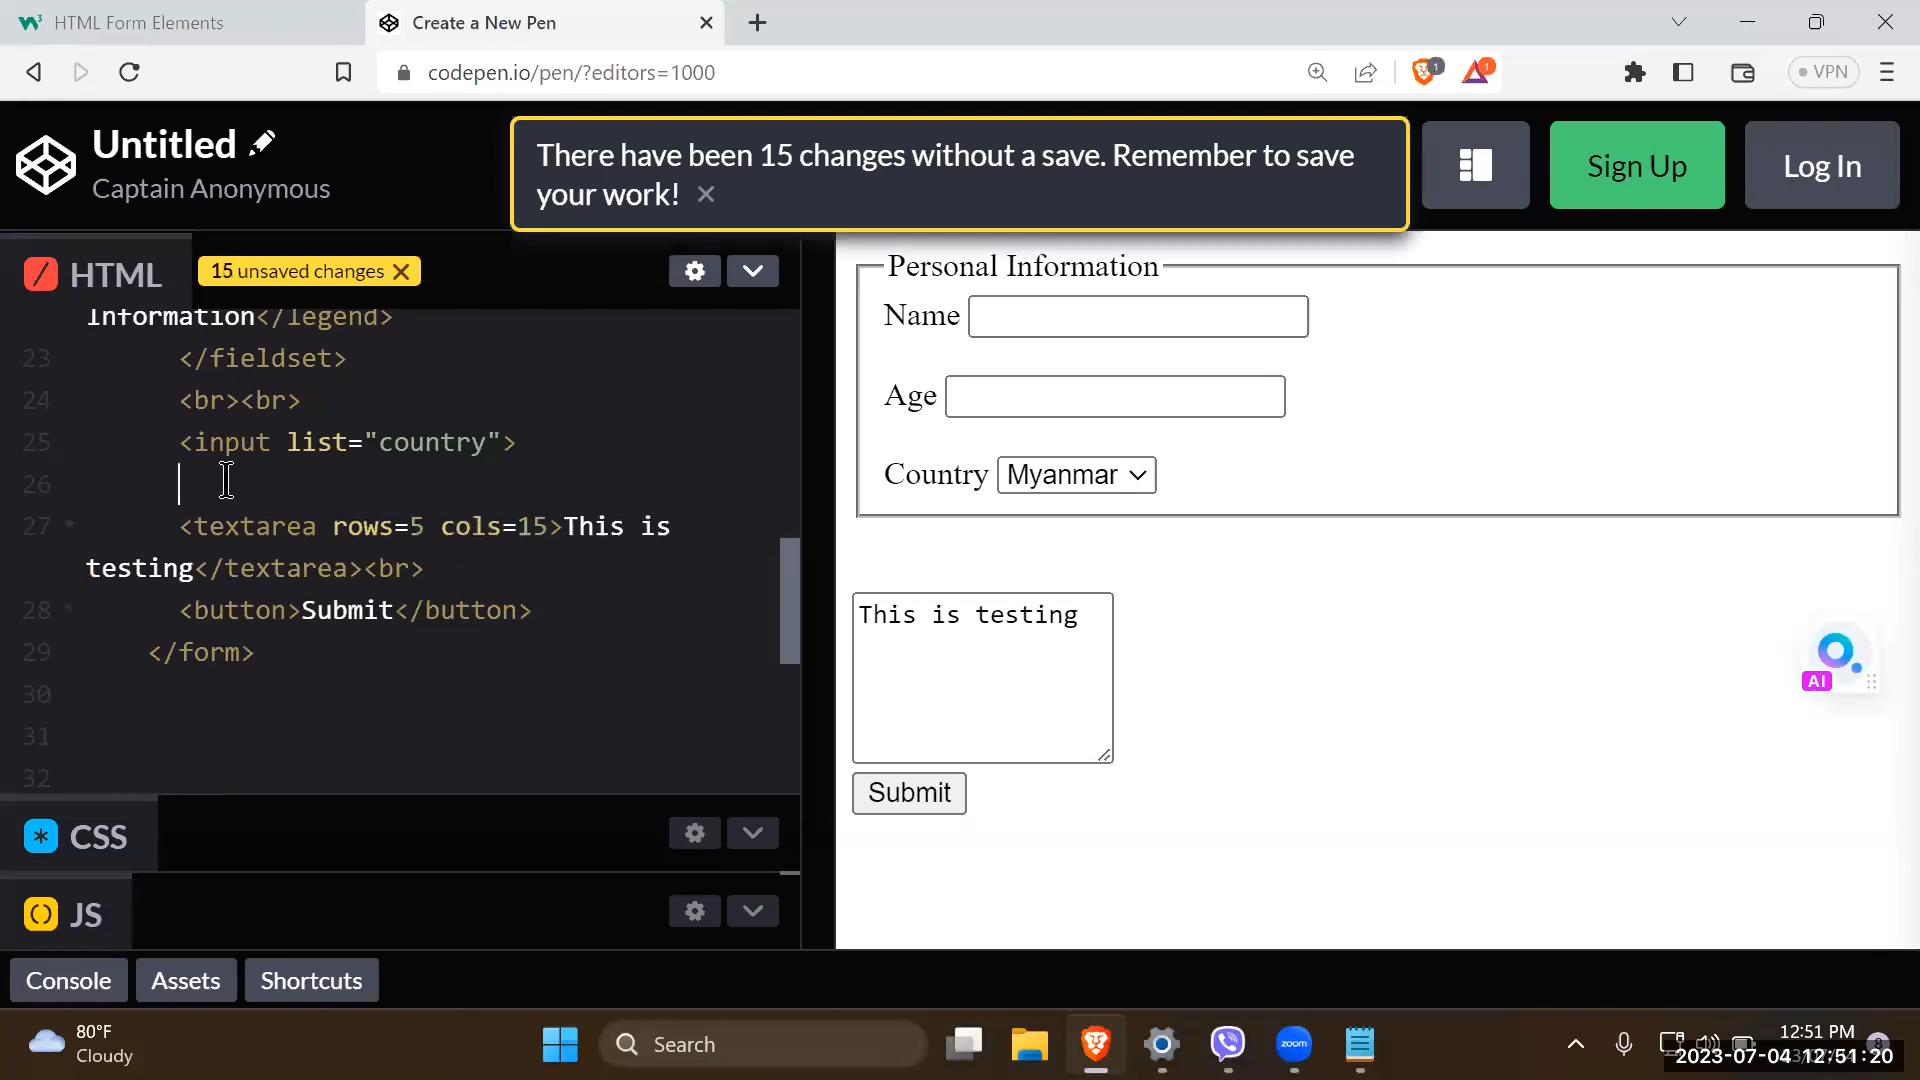 HTML Form Elements
Create a New Pen
codepen.io/pen/?editors=1000
1
1
VPN
Untitled
Captain Anonymous
There have been 15 changes without a save. Remember to save
your work!
Sign Up
Log In
HTML
15 unsaved changes
Information</legend>
23 </fieldset>
24 <br><br>
25 <input list="country">
26
27 <textarea rows=5 cols=15>This is
testing</textarea><br>
28 <button>Submit</button>
29 </form>
30
31
32
CSS
JS
Personal Information
Name
Age
Country Myanmar
This is testing
Submit
AI
Console
Assets
Shortcuts
80°F
Cloudy
Search
zoom
12:51 PM
2023-07-04 12:51:20